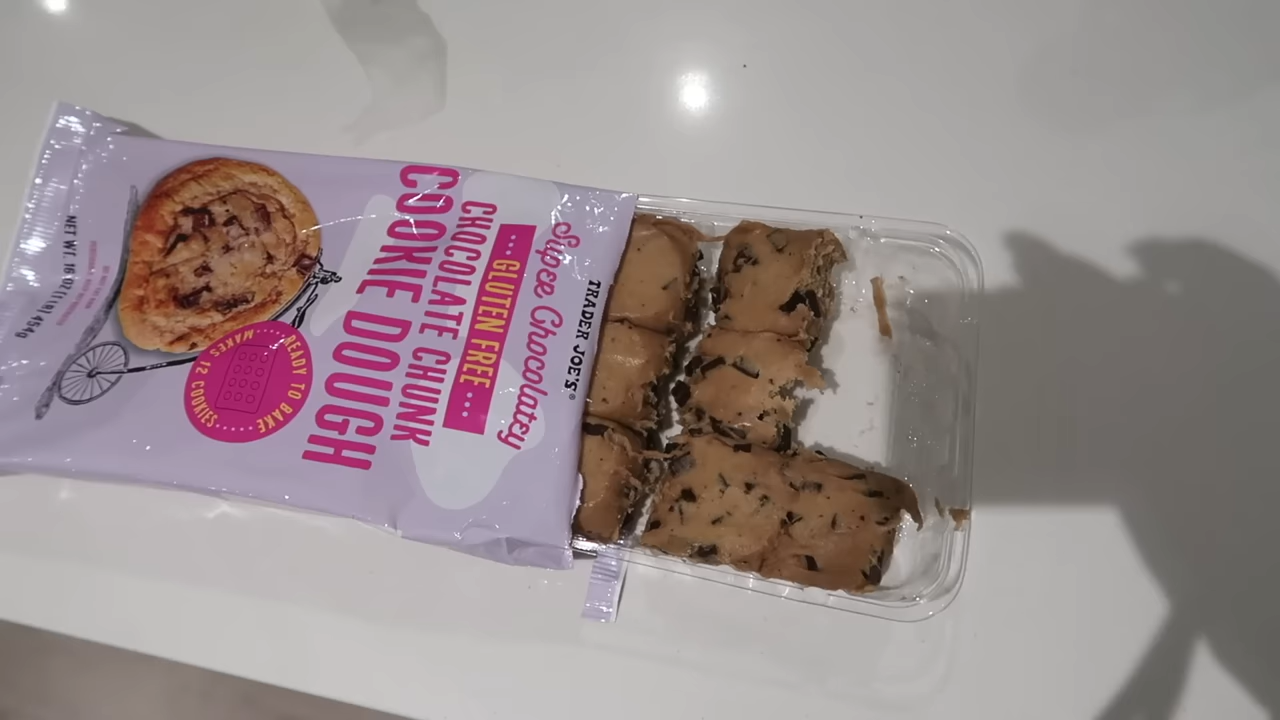 TRADER JOE'S®
Super Chocolatey
...GLUTEN FREE...
CHOCOLATE CHUNK
COOKIE DOUGH
READY TO BAKE
MAKES 12 COOKIES
NET WT. 16 OZ (1 LB) 454g